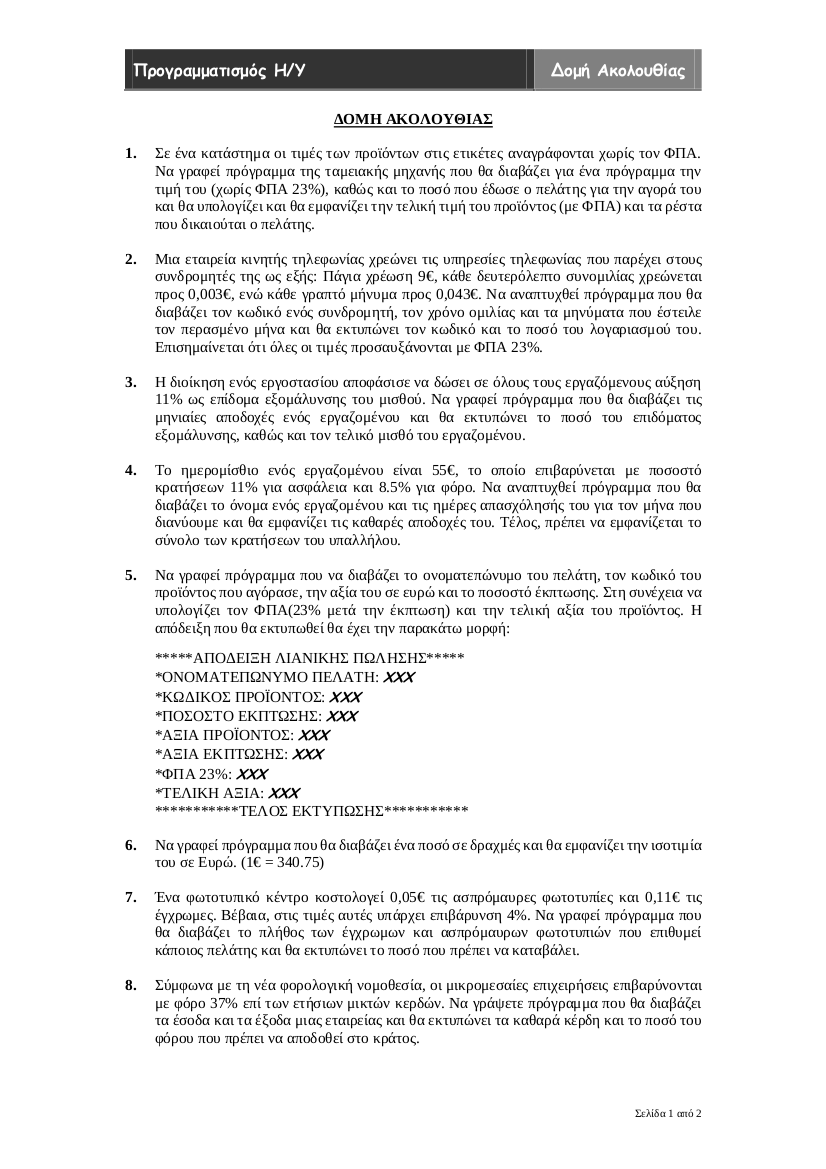 Προγραμματισμός Η/Υ Δομή Ακολουθίας
ΔΟΜΗ ΑΚΟΛΟΥΘΙΑΣ
1. Σε ένα κατάστημα οι τιμές των προϊόντων στις ετικέτες αναγράφονται χωρίς τον ΦΠΑ.
Να γραφεί πρόγραμμα της ταμειακής μηχανής που θα διαβάζει για ένα πρόγραμμα την
τιμή του (χωρίς ΦΠΑ 23%), καθώς και το ποσό που έδωσε ο πελάτης για την αγορά του
και θα υπολογίζει και θα εμφανίζει την τελική τιμή του προϊόντος (με ΦΠΑ) και τα ρέστα
που δικαιούται ο πελάτης.
2. Μια εταιρεία κινητής τηλεφωνίας χρεώνει τις υπηρεσίες τηλεφωνίας που παρέχει στους
συνδρομητές της ως εξής: Πάγια χρέωση 9€, κάθε δευτερόλεπτο συνομιλίας χρεώνεται
προς 0,003€, ενώ κάθε γραπτό μήνυμα προς 0,043€. Να αναπτυχθεί πρόγραμμα που θα
διαβάζει τον κωδικό ενός συνδρομητή, τον χρόνο ομιλίας και τα μηνύματα που έστειλε
τον περασμένο μήνα και θα εκτυπώνει τον κωδικό και το ποσό του λογαριασμού του.
Επισημαίνεται ότι όλες οι τιμές προσαυξάνονται με ΦΠΑ 23%.
3. Η διοίκηση ενός εργοστασίου αποφάσισε να δώσει σε όλους τους εργαζόμενους αύξηση
11% ως επίδομα εξομάλυνσης του μισθού. Να γραφεί πρόγραμμα που θα διαβάζει τις
μηνιαίες αποδοχές ενός εργαζομένου και θα εκτυπώνει το ποσό του επιδόματος
εξομάλυνσης, καθώς και τον τελικό μισθό του εργαζομένου.
4. Το ημερομίσθιο ενός εργαζομένου είναι 55€, το οποίο επιβαρύνεται με ποσοστό
κρατήσεων 11% για ασφάλεια και 8.5% για φόρο. Να αναπτυχθεί πρόγραμμα που θα
διαβάζει το όνομα ενός εργαζομένου και τις ημέρες απασχόλησής του για τον μήνα που
διανύουμε και θα εμφανίζει τις καθαρές αποδοχές του. Τέλος, πρέπει να εμφανίζεται το
σύνολο των κρατήσεων του υπαλλήλου.
5. Να γραφεί πρόγραμμα που να διαβάζει το ονοματεπώνυμο του πελάτη, τον κωδικό του
προϊόντος που αγόρασε, την αξία του σε ευρώ και το ποσοστό έκπτωσης. Στη συνέχεια να
υπολογίζει τον ΦΠΑ(23% μετά την έκπτωση) και την τελική αξία του προϊόντος. Η
απόδειξη που θα εκτυπωθεί θα έχει την παρακάτω μορφή:
*****ΑΠΟΔΕΙΞΗ ΛΙΑΝΙΚΗΣ ΠΩΛΗΣΗΣ*****
*ΟΝΟΜΑΤΕΠΩΝΥΜΟ ΠΕΛΑΤΗ: XXX
*ΚΩΔΙΚΟΣ ΠΡΟΪΟΝΤΟΣ: XXX
*ΠΟΣΟΣΤΟ ΕΚΠΤΩΣΗΣ: XXX
*ΑΞΙΑ ΠΡΟΪΟΝΤΟΣ: XXX
*ΑΞΙΑ ΕΚΠΤΩΣΗΣ: XXX
*ΦΠΑ 23%: XXX
*ΤΕΛΙΚΗ ΑΞΙΑ: XXX
***********ΤΕΛΟΣ ΕΚΤΥΠΩΣΗΣ***********
6. Να γραφεί πρόγραμμα που θα διαβάζει ένα ποσό σε δραχμές και θα εμφανίζει την ισοτιμία
του σε Ευρώ. (1€ = 340.75)
7. Ένα φωτοτυπικό κέντρο κοστολογεί 0,05€ τις ασπρόμαυρες φωτοτυπίες και 0,11€ τις
έγχρωμες. Βέβαια, στις τιμές αυτές υπάρχει επιβάρυνση 4%. Να γραφεί πρόγραμμα που
θα διαβάζει το πλήθος των έγχρωμων και ασπρόμαυρων φωτοτυπιών που επιθυμεί
κάποιος πελάτης και θα εκτυπώνει το ποσό που πρέπει να καταβάλει.
8. Σύμφωνα με τη νέα φορολογική νομοθεσία, οι μικρομεσαίες επιχειρήσεις επιβαρύνονται
με φόρο 37% επί των ετήσιων μικτών κερδών. Να γράψετε πρόγραμμα που θα διαβάζει
τα έσοδα και τα έξοδα μιας εταιρείας και θα εκτυπώνει τα καθαρά κέρδη και το ποσό του
φόρου που πρέπει να αποδοθεί στο κράτος.
Σελίδα 1 από 2